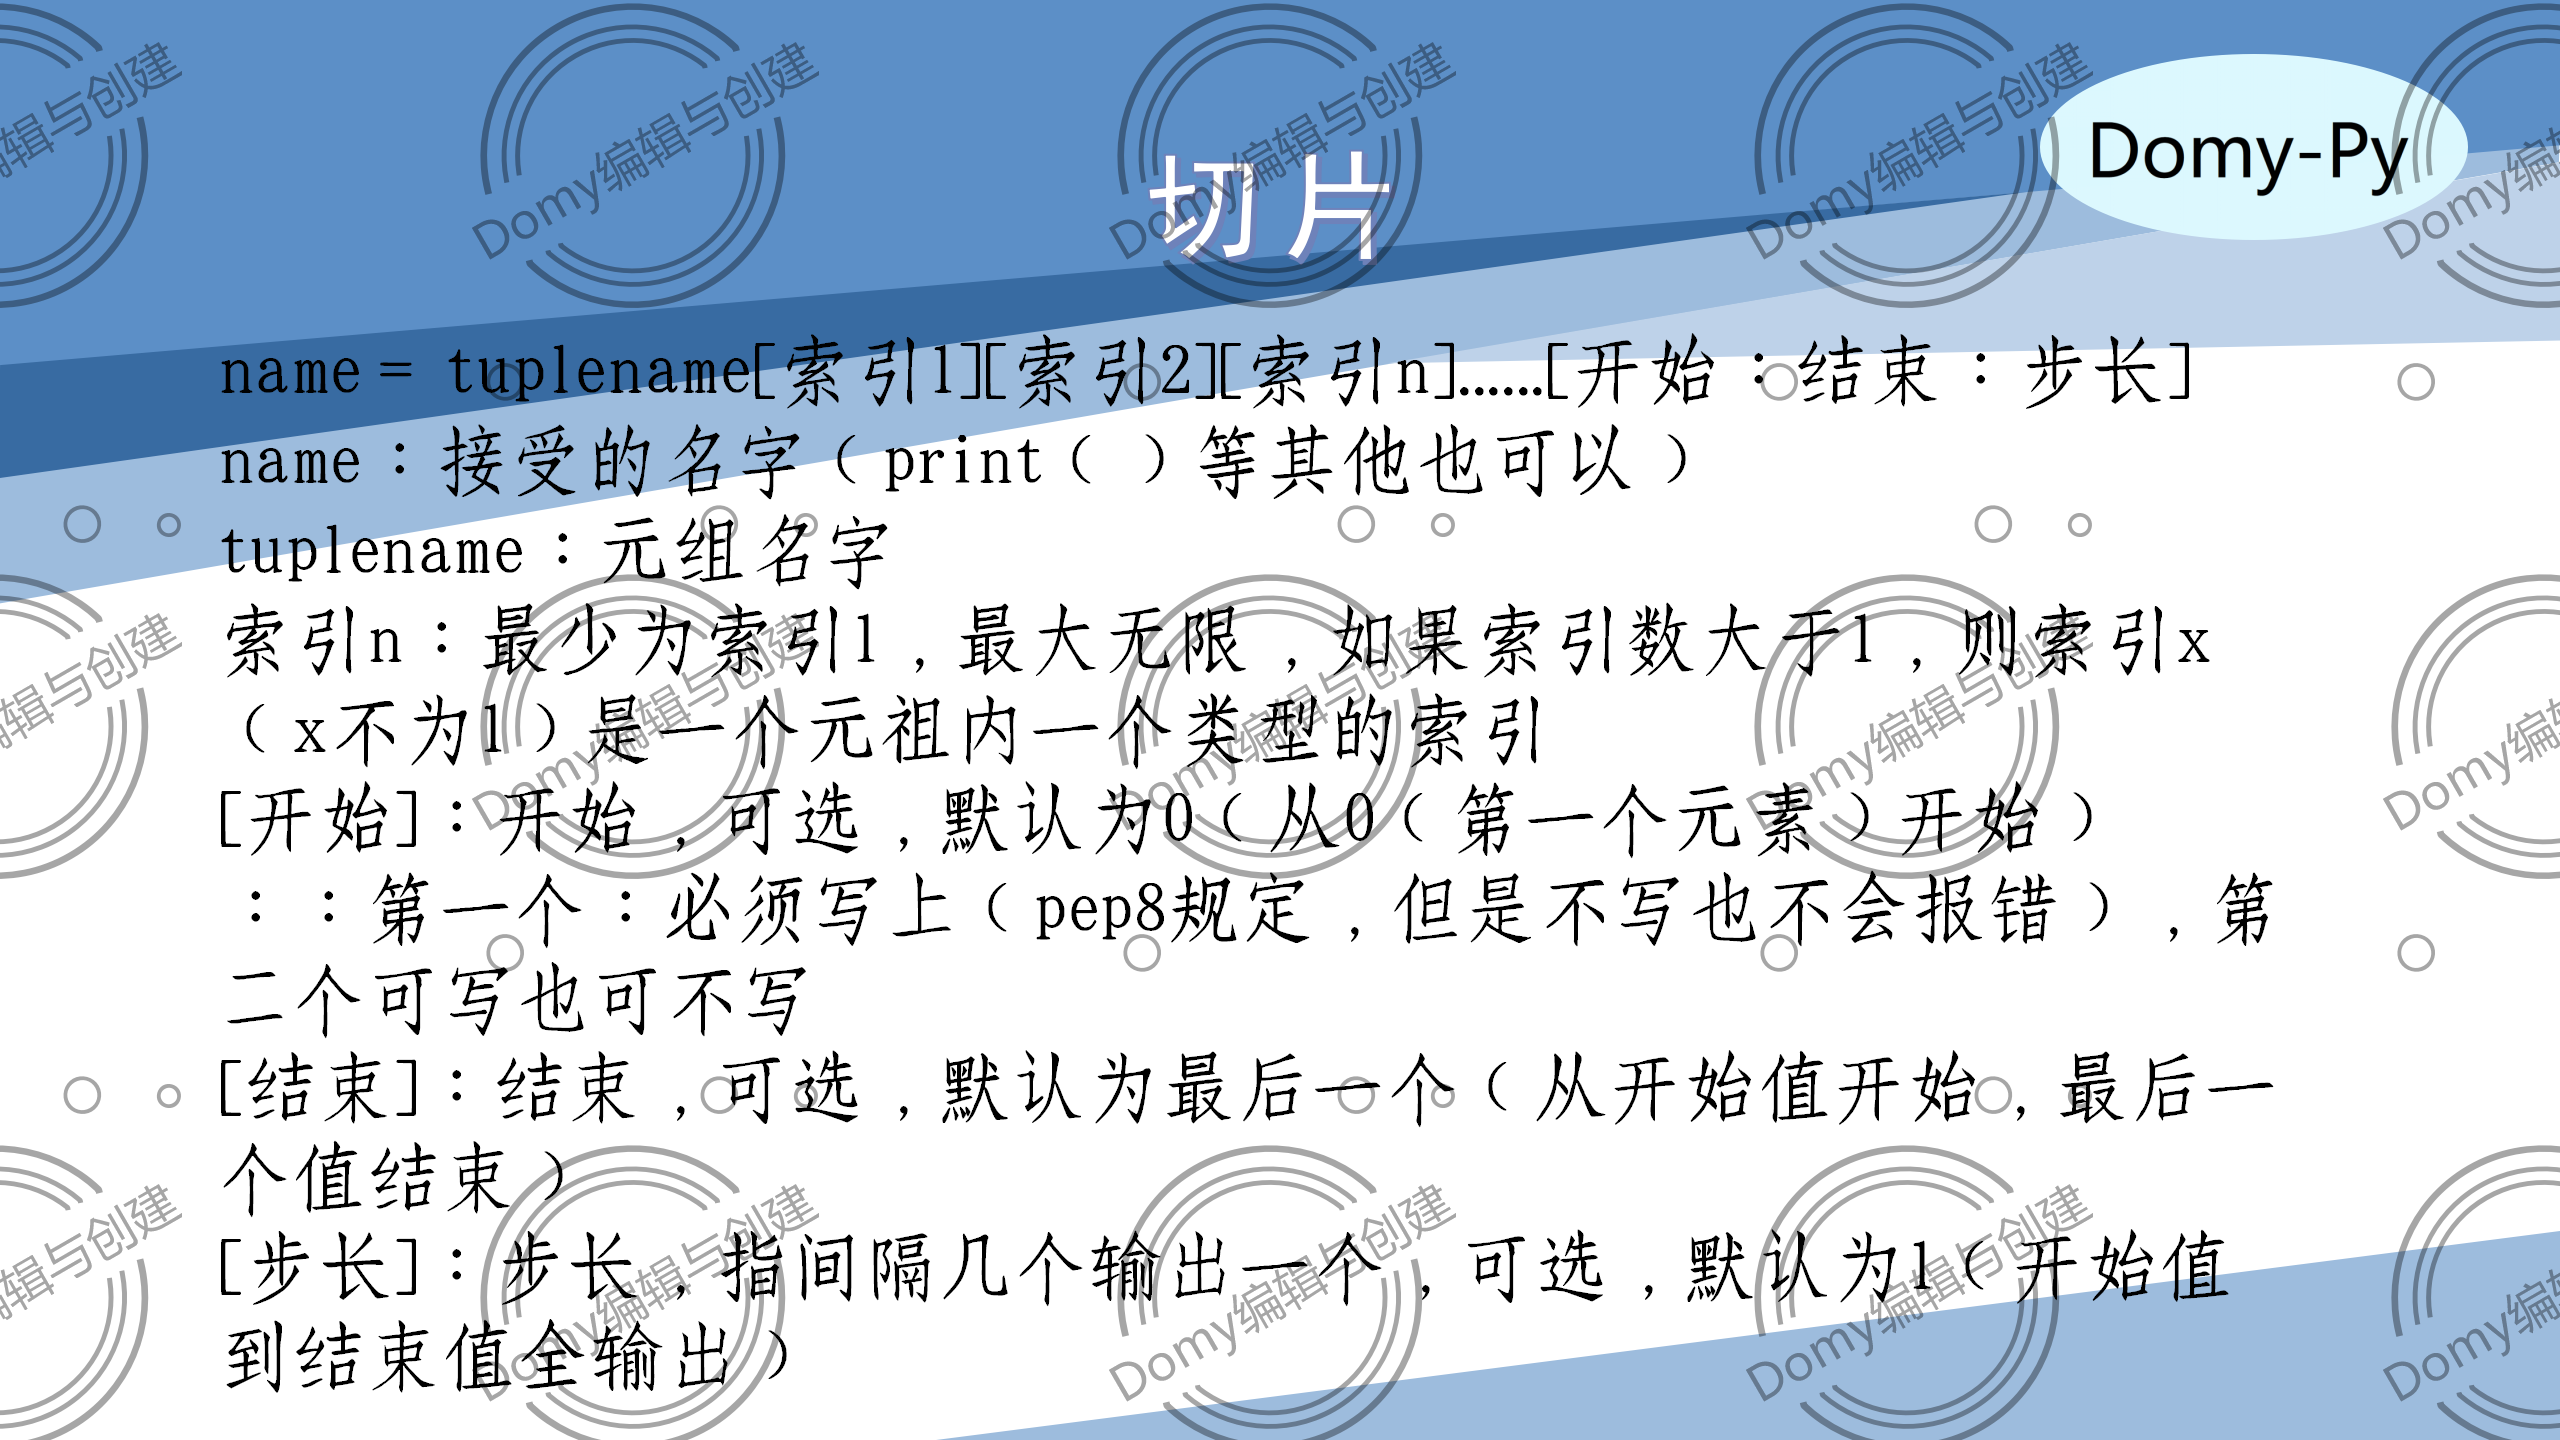 Domy-Py
切片
name= tuplename[索引1][索引2][索引n]......[开始：结束：步长]
name：接受的名字（print（）等其他也可以）
tuplename：元组名字
索引n：最少为索引1，最大无限，如果索引数大于1，则索引x
（x不为1）是一个元祖内一个类型的索引
[开始]：开始，可选，默认为0（从0（第一个元素）开始）
：：第一个：必须写上（pep8规定，但是不写也不会报错），第
二个可写也可不写
[结束]：结束，可选，默认为最后一个（从开始值开始，最后一
个值结束）
[步长]：步长，指间隔几个输出一个，可选，默认为1（开始值
到结束值全输出）
Domy编辑与创建